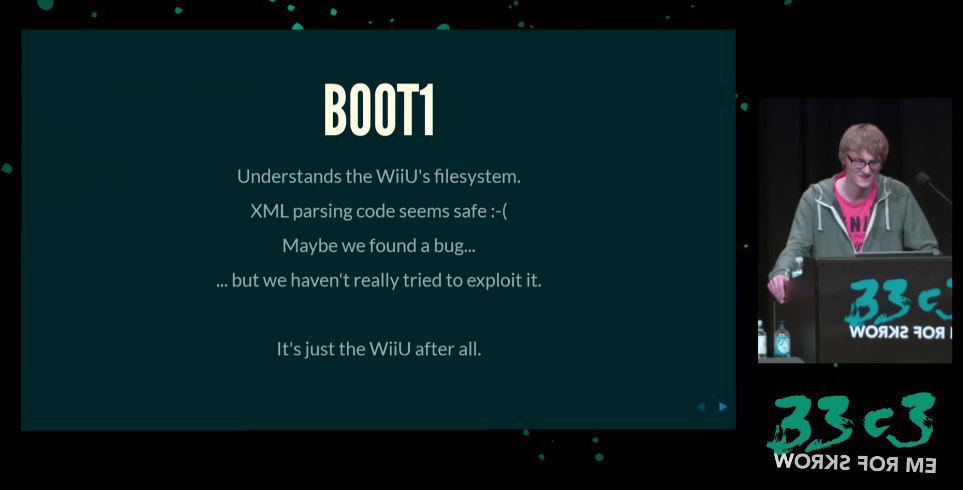 BOOT1
Understands the WiiU's filesystem.
XML parsing code seems safe :-(
Maybe we found a bug...
... but we haven't really tried to exploit it.
It's just the WiiU after all.
33c3
WORKS FOR ME
33c3
WORKS FOR ME